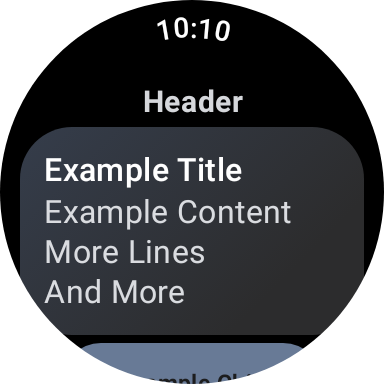 10:10
Header
Example Title
Example Content
More Lines
And More